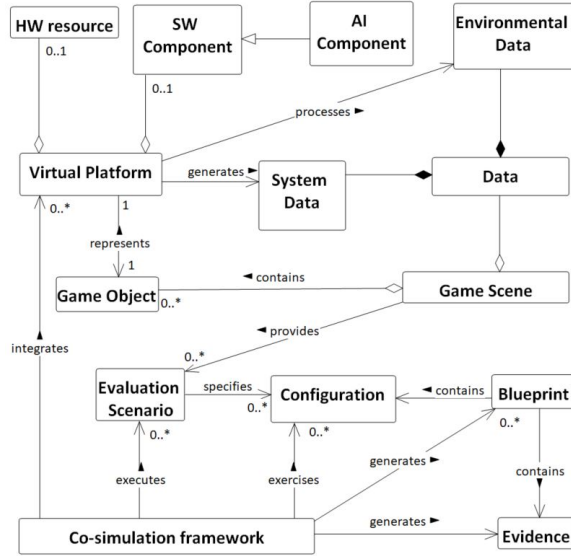 HW resource
SW
Component
AI
Component
Environmental
Data
0..1
0..1
processes ►
Virtual Platform
generates ►
System
Data
Data
0..*
1
▲
represents
1
Game Object
0..*
◄ contains
Game Scene
◄ provides
▲
integrates
0..*
Evaluation
Scenario
0..*
specifies
0..*
Configuration
0..*
◄ contains
Blueprint
0..*
▲
executes
▲
exercises
generates ►
contains
▼
Co-simulation framework
generates ►
Evidence